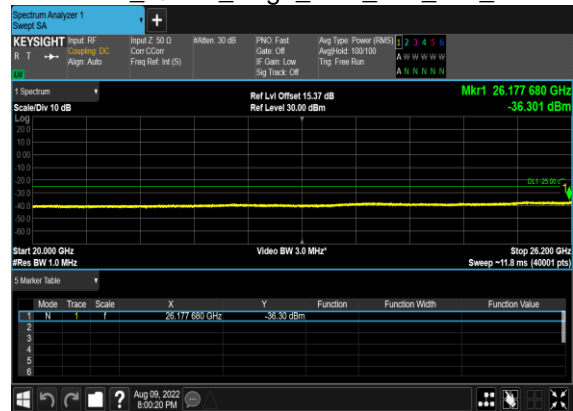 Spectrum Analyzer 1
Swept SA
+
KEYSIGHT
R T
LXI
Input: RF
Coupling: DC
Align: Auto
Input Z: 50 Ω
Corr CCorr
Freq Ref: Int (S)
#Atten: 30 dB
PNO: Fast
Gate: Off
IF Gain: Low
Sig Track: Off
Avg Type: Power (RMS)
Avg|Hold: 100/100
Trig: Free Run
1 2 3 4 5 6
A W W W W W
A N N N N N
1 Spectrum
Scale/Div 10 dB
Ref Lvl Offset 15.37 dB
Ref Level 30.00 dBm
Mkr1 26.177 680 GHz
-36.301 dBm
Log
20.0
10.0
0.00
-10.0
-20.0
-30.0
-40.0
-50.0
-60.0
DL1 -25.00
1
Start 20.000 GHz
#Res BW 1.0 MHz
Video BW 3.0 MHz*
Stop 26.200 GHz
Sweep ~11.8 ms (40001 pts)
5 Marker Table
Mode Trace Scale X Y Function Function Width Function Value
1 N 1 f 26.177 680 GHz -36.30 dBm
2
3
4
5
6
?
Aug 09, 2022
8:00:20 PM